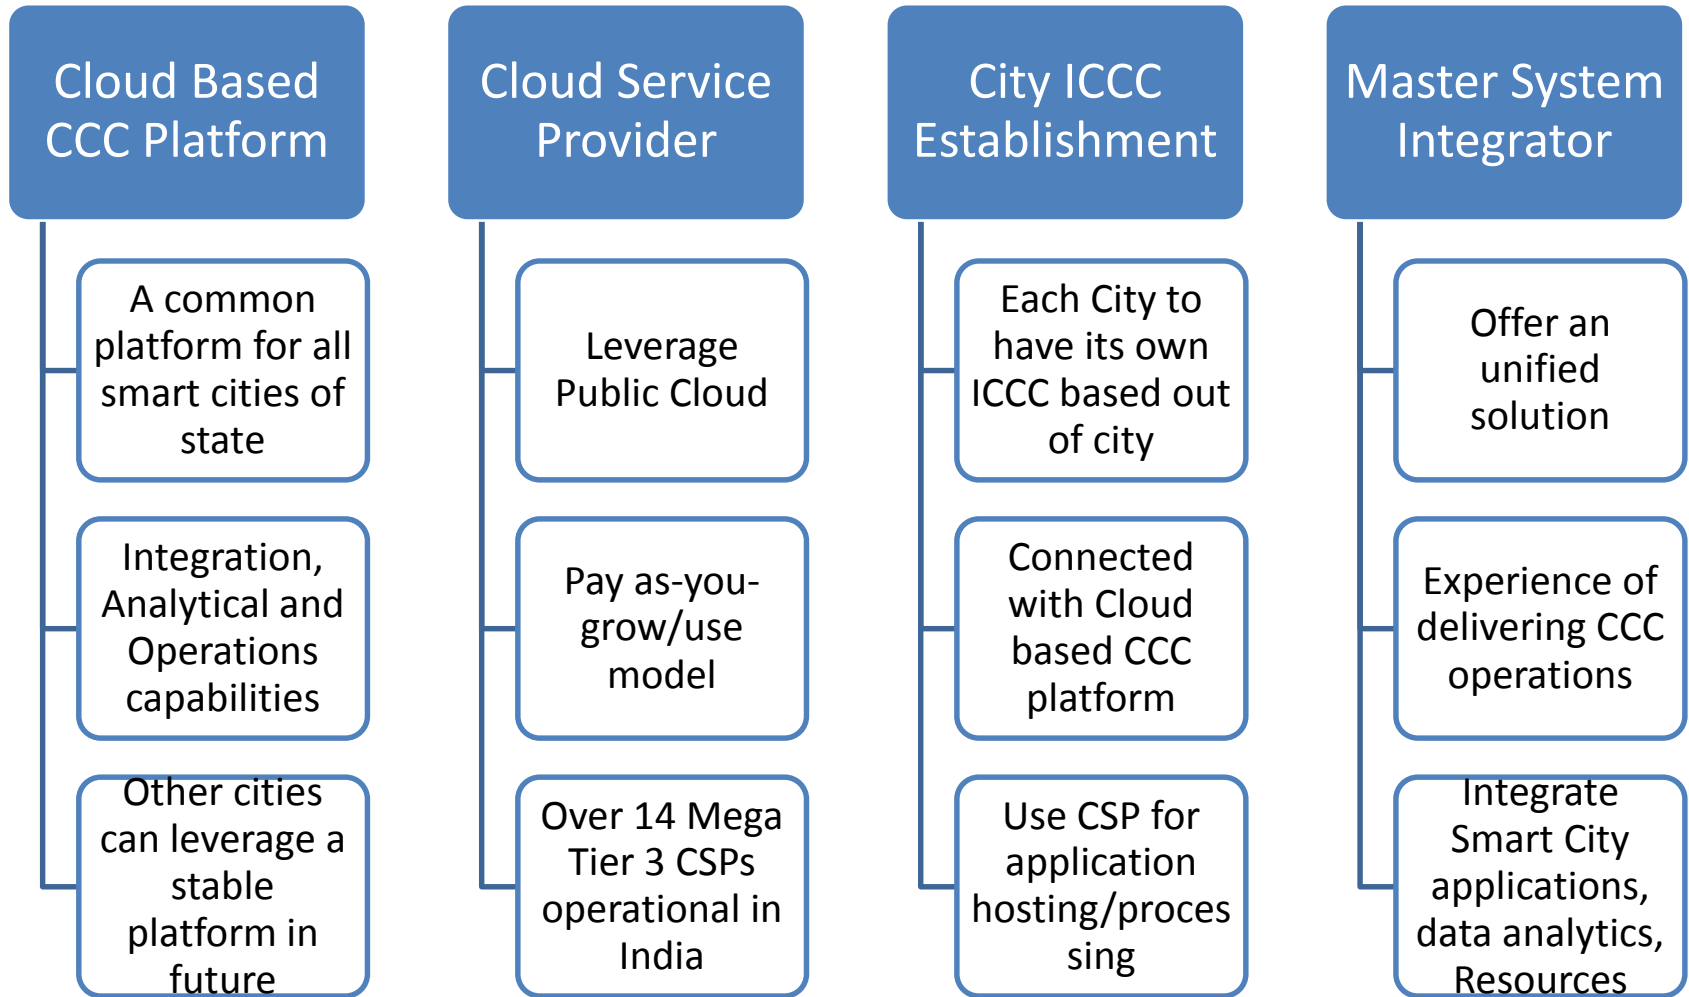 Cloud Based
CCC Platform
A common
platform for all
smart cities of
state
Integration,
Analytical and
Operations
capabilities
Other cities
can leverage a
stable
platform in
future
Cloud Service
Provider
Leverage
Public Cloud
Pay as-you-
grow/use
model
Over 14 Mega
Tier 3 CSPs
operational in
India
City ICCC
Establishment
Each City to
have its own
ICCC based out
of city
Connected
with Cloud
based CCC
platform
Use CSP for
application
hosting/proces
sing
Master System
Integrator
Offer an
unified
solution
Experience of
delivering CCC
operations
Integrate
Smart City
applications,
data analytics,
Resources